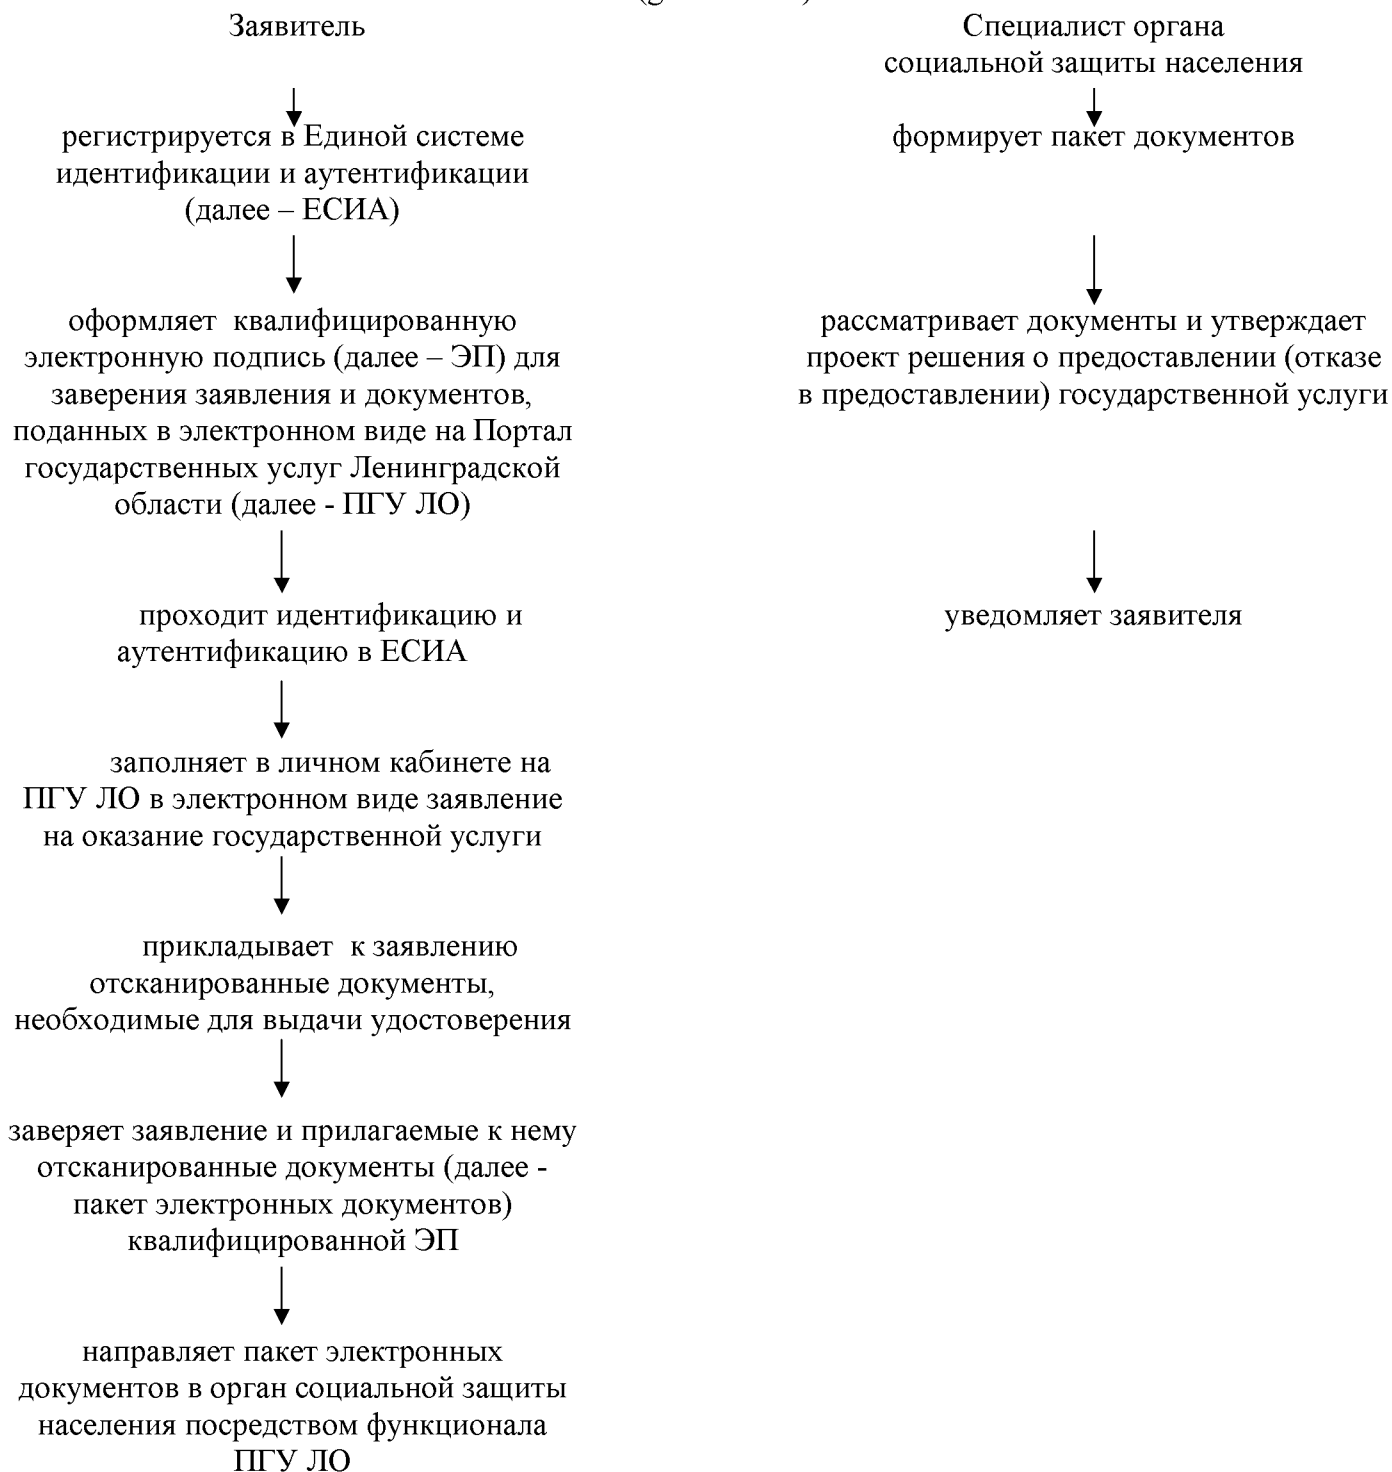 Заявитель
регистрируется в Единой системе
идентификации и аутентификации
(далее – ЕСИА)
оформляет квалифицированную
электронную подпись (далее – ЭП) для
заверения заявления и документов,
поданных в электронном виде на Портал
государственных услуг Ленинградской
области (далее - ПГУ ЛО)
проходит идентификацию и
аутентификацию в ЕСИА
заполняет в личном кабинете на
ПГУ ЛО в электронном виде заявление
на оказание государственной услуги
прикладывает к заявлению
отсканированные документы,
необходимые для выдачи удостоверения
заверяет заявление и прилагаемые к нему
отсканированные документы (далее -
пакет электронных документов)
квалифицированной ЭП
направляет пакет электронных
документов в орган социальной защиты
населения посредством функционала
ПГУ ЛО
Специалист органа
социальной защиты населения
формирует пакет документов
рассматривает документы и утверждает
проект решения о предоставлении (отказе
в предоставлении) государственной услуги
уведомляет заявителя